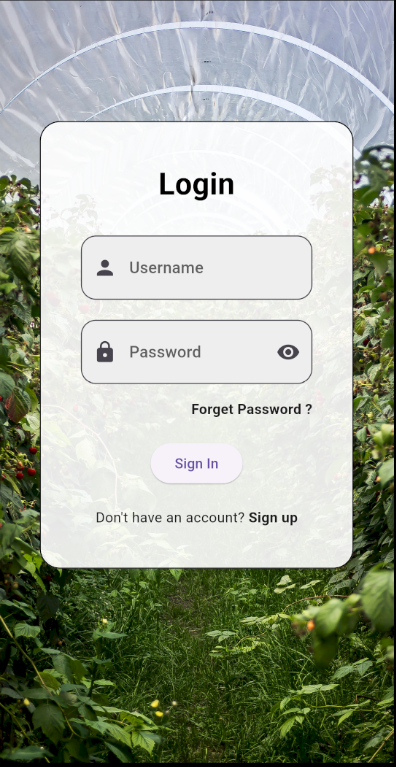 Login
Username
Password
Forget Password ?
Sign In
Don't have an account? Sign up